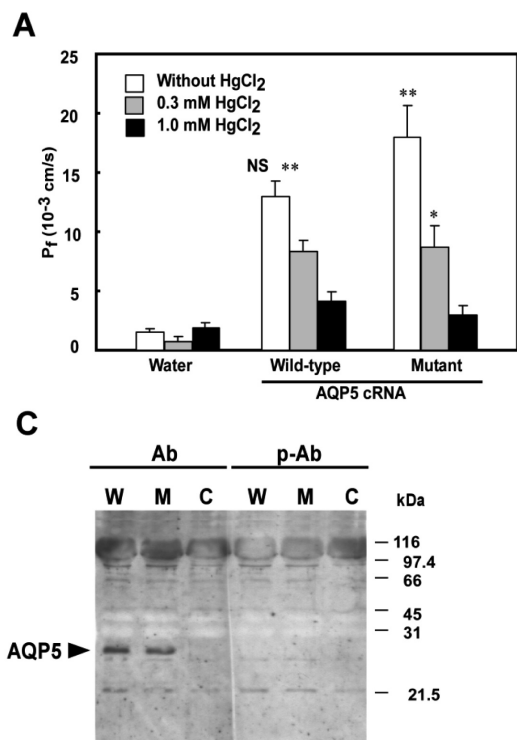 A
25
20
15
10
5
0
Pf (10-3 cm/s)
Without HgCl2
0.3 mM HgCl2
1.0 mM HgCl2
NS **
**
*
Water Wild-type Mutant
AQP5 cRNA
C
Ab p-Ab
W M C W M C kDa
116
97.4
66
45
31
AQP5
21.5